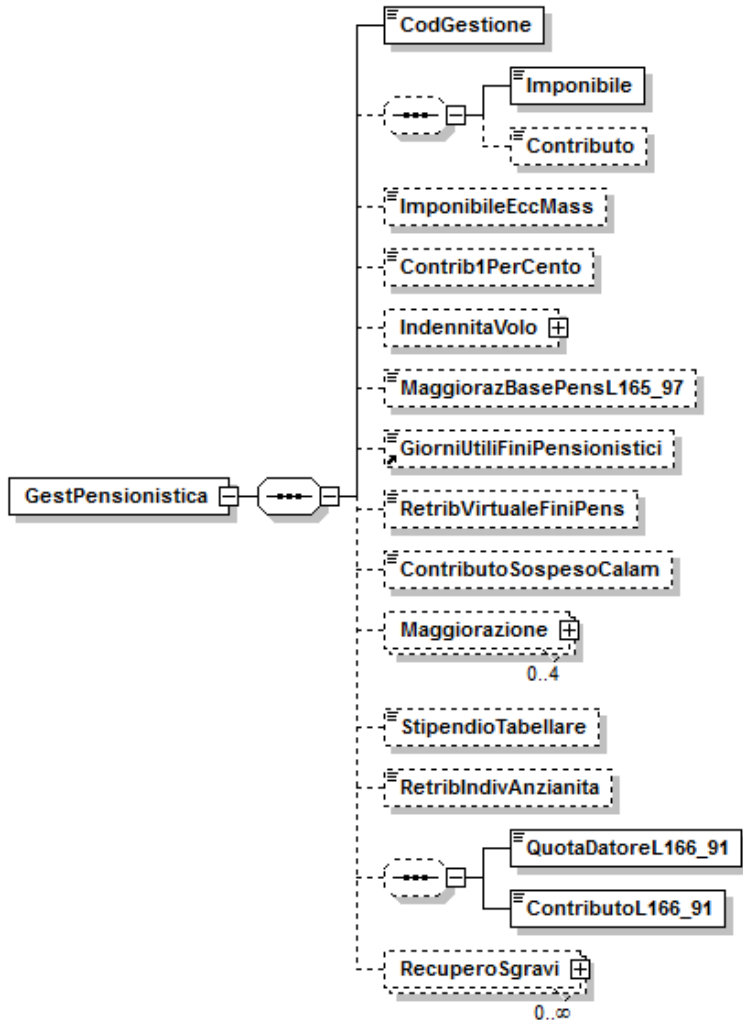 CodGestione
Imponibile
Contributo
ImponibileEccMass
Contrib1PerCento
IndennitaVolo
MaggiorazBasePensL165_97
GiorniUtiliFiniPensionistici
GestPensionistica
RetribVirtualeFiniPens
ContributoSospesoCalam
Maggiorazione
0..4
StipendioTabellare
RetribIndivAnzianita
QuotaDatoreL166_91
ContributoL166_91
RecuperoSgravi
0..∞